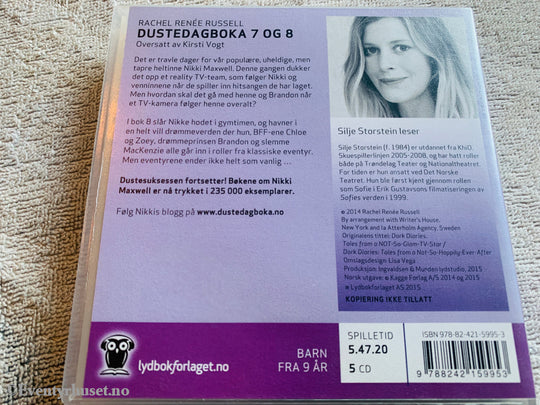 RACHEL RENÉE RUSSELL
DUSTEDAGBOKA 7 OG 8
Oversatt av Kirsti Vogt
Det er travle dager for vår populære, uheldige, men
tapre heltinne Nikki Maxwell. Denne gangen dukker
det opp et reality TV-team, som følger Nikki og
venninnene når de spiller inn hitsangen de har laget.
Men hvordan skal det gå med henne og Brandon når
et TV-kamera følger henne overalt?
I bok 8 slår Nikke hodet i gymtimen, og havner i
en helt vill drømmeverden der hun, BFF-ene Chloe
og Zoey, drømmeprinsen Brandon og slemme
MacKenzie alle går inn i roller fra klassiske eventyr.
Men eventyrene ender ikke helt som vanlig ...
Dustesuksessen fortsetter! Bøkene om Nikki
Maxwell er nå trykket i 235 000 eksemplarer.
Følg Nikkis blogg på www.dustedagboka.no
Silje Storstein leser
Silje Storstein (f. 1984) er utdannet fra KhiO,
Skuespillerlinjen 2005-2008, og har hatt roller
både på Trøndelag Teater og Nationaltheatret.
For tiden er hun ansatt ved Det Norske
Teatret. Hun ble først kjent gjennom rollen
som Sofie i Erik Gustavsons filmatisering av
Sofies verden i 1999.
© 2014 Rachel Renée Russell
By arrangement with Writer's House,
New York and Ia Atterholm Agency, Sweden
Originalens tittel: Dork Diaries:
Tales from a NOT-So-Glam-TV-Star /
Dork Diaries: Tales from a Not-So-Happily-Ever-After
Omslagsdesign: Lisa Vega
Produksjon: Ingvaldsen & Murden lydstudio, 2015
Norsk utgave: © Kagge Forlag A/S 2014 og 2015
℗ Lydbokforlaget AS 2015
KOPIERING IKKE TILLATT
lydbokforlaget.no
BARN
FRA 9 ÅR
SPILLETID
5.47.20
5 CD
ISBN 978-82-421-5995-3
9 788242 159953
Eventyrhuset.no